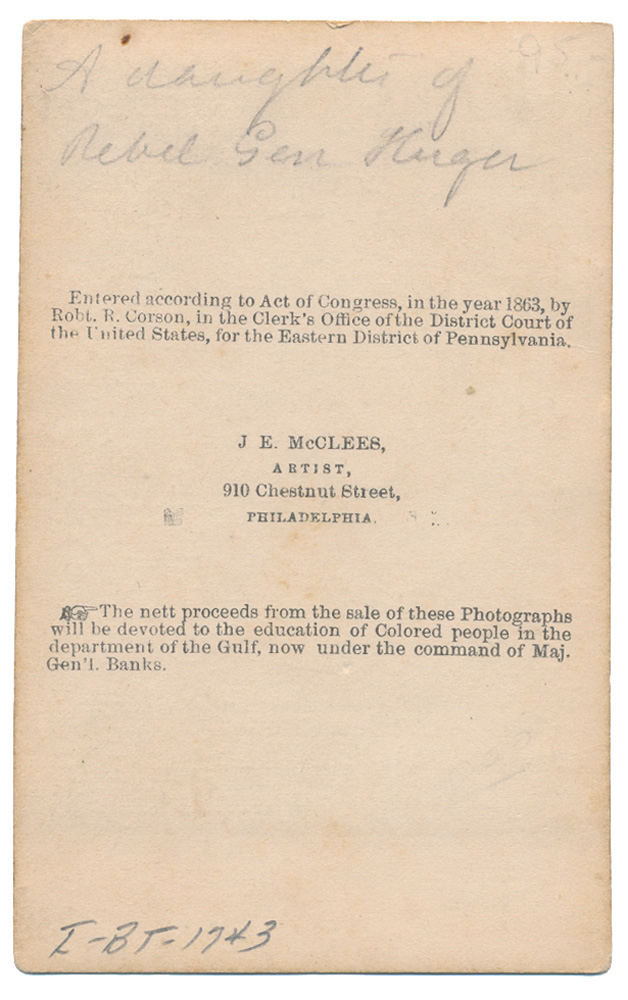 A daughter of
Rebel Gen Huger
95
Entered according to Act of Congress, in the year 1863, by
Robt. R. Corson, in the Clerk's Office of the District Court of
the United States, for the Eastern District of Pennsylvania.
J E. McCLEES,
ARTIST,
910 Chestnut Street,
PHILADELPHIA.
The nett proceeds from the sale of these Photographs
will be devoted to the education of Colored people in the
department of the Gulf, now under the command of Maj.
Gen'l. Banks.
I-BT-1743